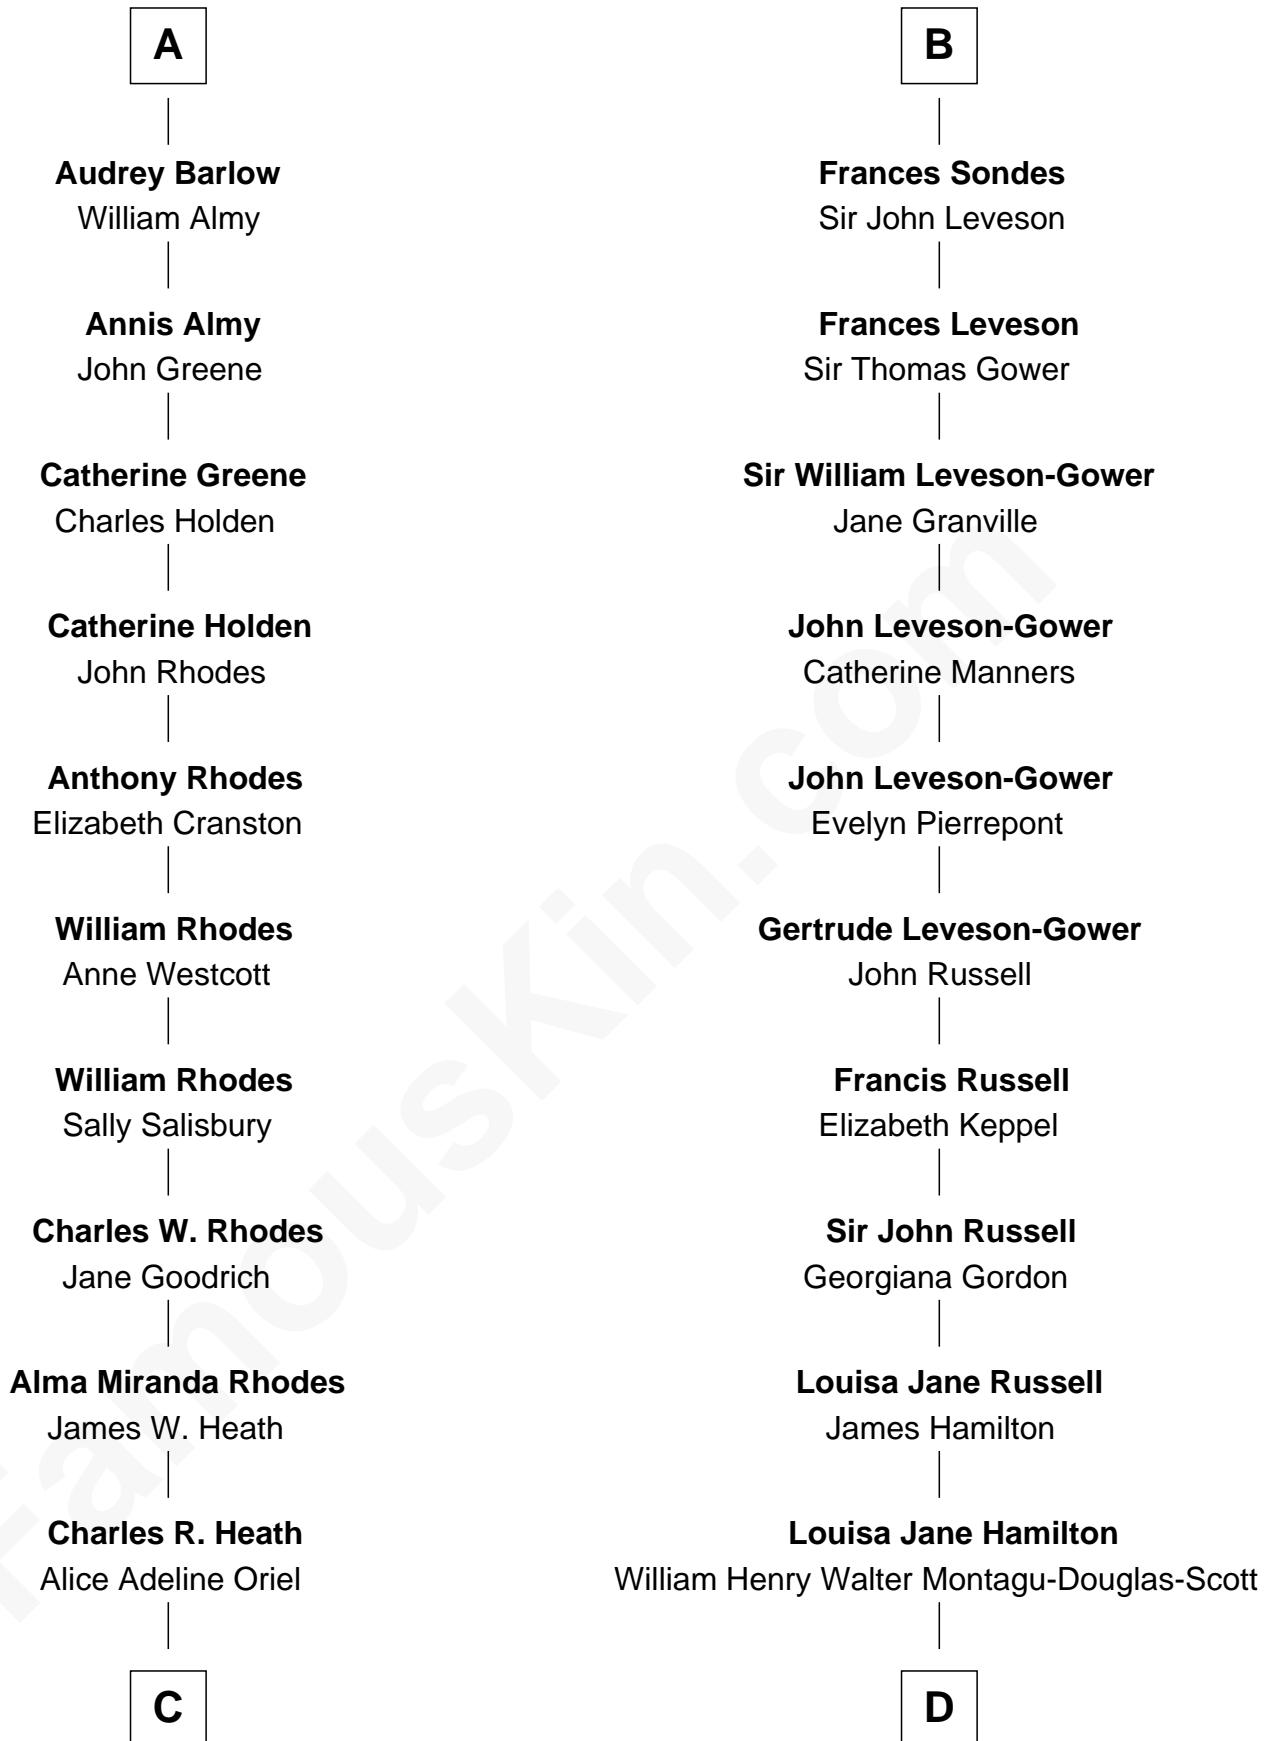 A
Audrey Barlow
William Almy
Annis Almy
John Greene
Catherine Greene
Charles Holden
Catherine Holden
John Rhodes
Anthony Rhodes
Elizabeth Cranston
William Rhodes
Anne Westcott
William Rhodes
Sally Salisbury
Charles W. Rhodes
Jane Goodrich
Alma Miranda Rhodes
James W. Heath
Charles R. Heath
Alice Adeline Oriel
C
B
Frances Sondes
Sir John Leveson
Frances Leveson
Sir Thomas Gower
Sir William Leveson-Gower
Jane Granville
John Leveson-Gower
Catherine Manners
John Leveson-Gower
Evelyn Pierrepont
Gertrude Leveson-Gower
John Russell
Francis Russell
Elizabeth Keppel
Sir John Russell
Georgiana Gordon
Louisa Jane Russell
James Hamilton
Louisa Jane Hamilton
William Henry Walter Montagu-Douglas-Scott
D
FamousKin.com